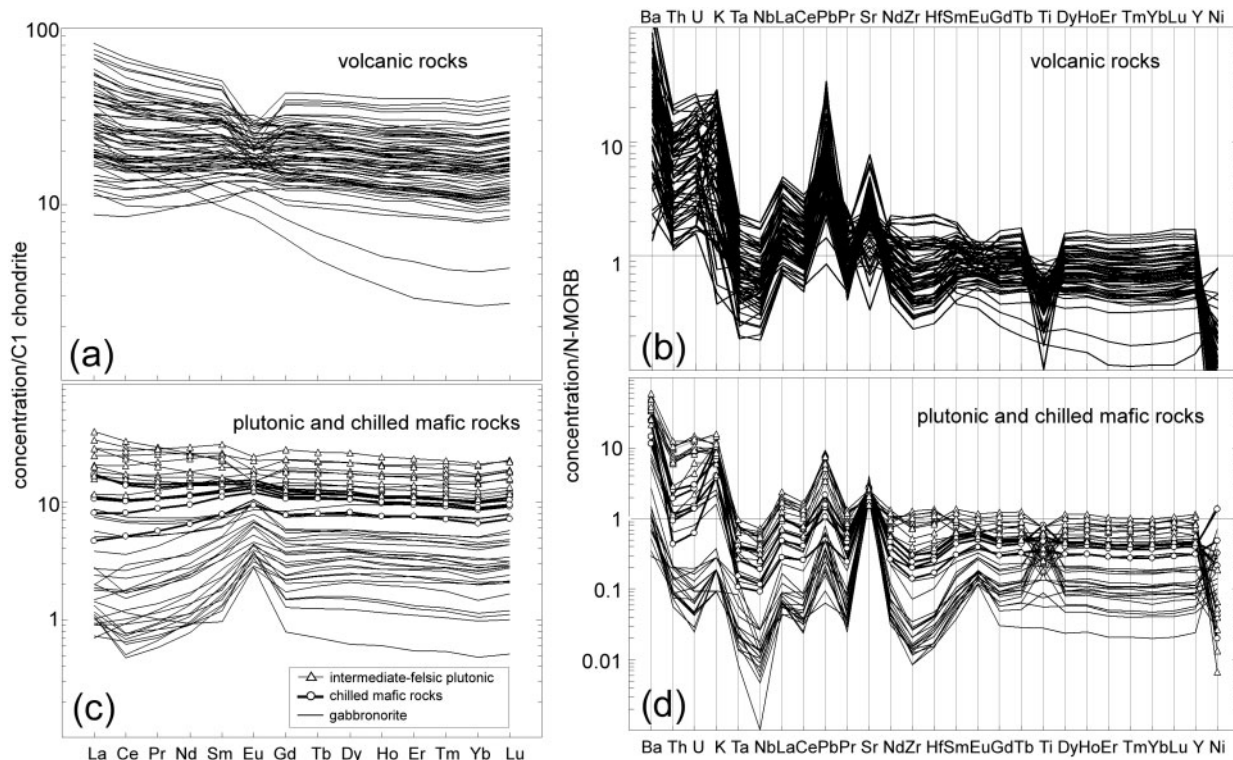 100
10
concentration/C1 chondrite
volcanic rocks
(a)
10
1
plutonic and chilled mafic rocks
(c)
intermediate-felsic plutonic
chilled mafic rocks
gabbronorite
La Ce Pr Nd Sm Eu Gd Tb Dy Ho Er Tm Yb Lu
Ba Th U K Ta NbLaCePbPr Sr NdZr HfSmEuGdTb Ti DyHoEr TmYbLu Y Ni
10
1
concentration/N-MORB
volcanic rocks
(b)
10
1
0.1
0.01
plutonic and chilled mafic rocks
(d)
Ba Th U K Ta NbLaCePbPr Sr NdZr HfSmEuGdTb Ti DyHoEr TmYbLu Y Ni